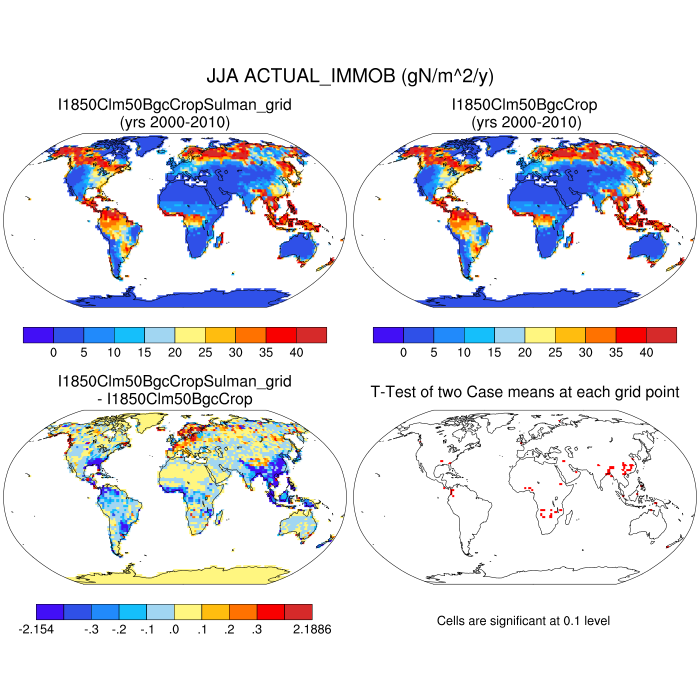 JJA ACTUAL_IMMOB (gN/m^2/y)
I1850Clm50BgcCropSulman_grid
(yrs 2000-2010)
I1850Clm50BgcCrop
(yrs 2000-2010)
0 5 10 15 20 25 30 35 40
0 5 10 15 20 25 30 35 40
I1850Clm50BgcCropSulman_grid
- I1850Clm50BgcCrop
T-Test of two Case means at each grid point
-2.154 -.3 -.2 -.1 .0 .1 .2 .3 2.1886
Cells are significant at 0.1 level